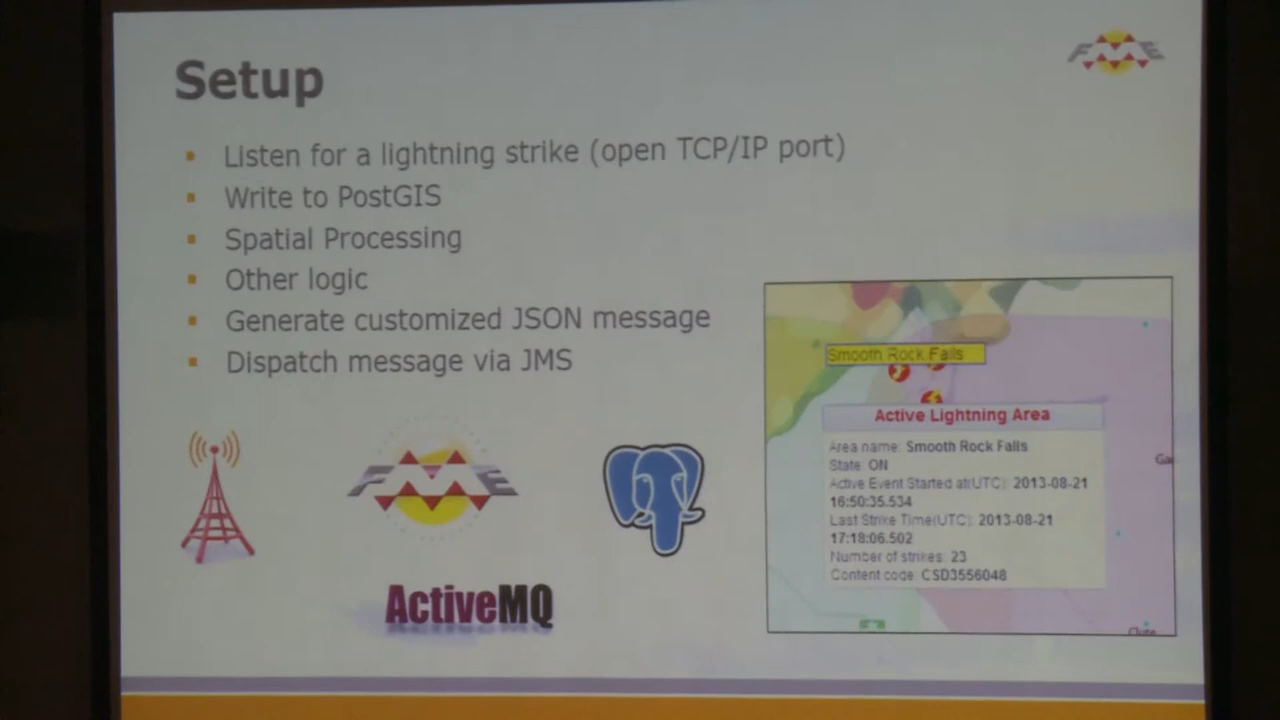 FME
Setup
Listen for a lightning strike (open TCP/IP port)
Write to PostGIS
Spatial Processing
Other logic
Generate customized JSON message
Dispatch message via JMS
FME
ActiveMQ
Smooth Rock Falls
Active Lightning Area
Area name: Smooth Rock Falls
State: ON
Active Event Started at(UTC): 2013-08-21
16:50:35.534
Last Strike Time(UTC): 2013-08-21
17:18:06.502
Number of strikes: 23
Content code: CSD3556048